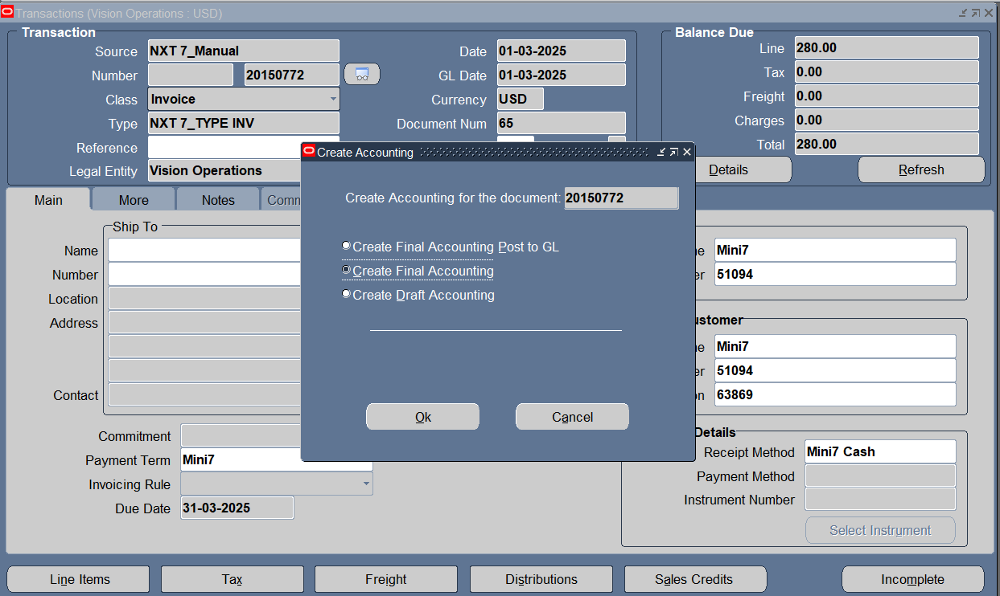 Transactions (Vision Operations : USD)
Transaction
Source NXT 7_Manual
Number 20150772
Class Invoice
Type NXT 7_TYPE INV
Reference
Legal Entity Vision Operations
Date 01-03-2025
GL Date 01-03-2025
Currency USD
Document Num 65
Balance Due
Line 280.00
Tax 0.00
Freight 0.00
Charges 0.00
Total 280.00
Details Refresh
Main More Notes Comm
Create Accounting
Create Accounting for the document: 20150772
Create Final Accounting Post to GL
Create Final Accounting
Create Draft Accounting
Ok Cancel
Ship To
Name
Number
Location
Address
Contact
Mini7
51094
Mini7
51094
63869
Commitment
Payment Term Mini7
Invoicing Rule
Due Date 31-03-2025
Details
Receipt Method Mini7 Cash
Payment Method
Instrument Number
Select Instrument
Line Items Tax Freight Distributions Sales Credits Incomplete